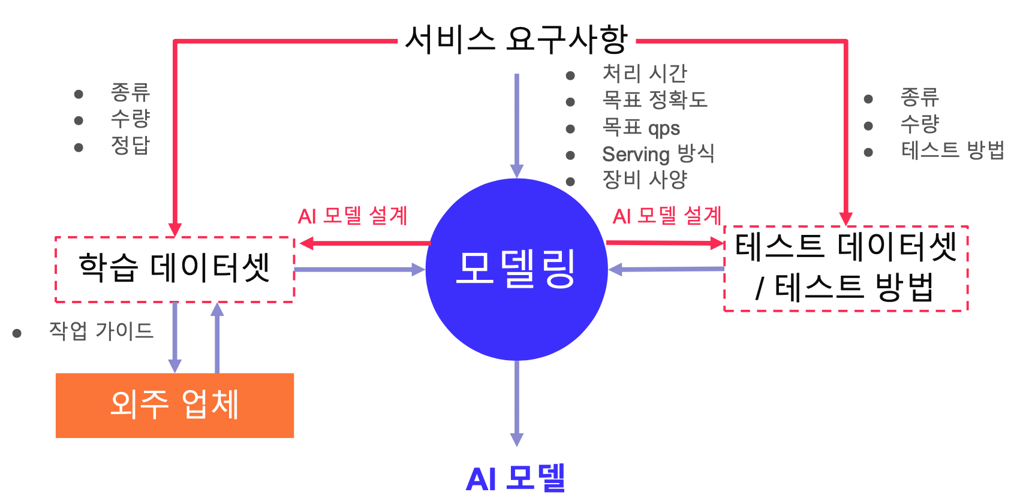 서비스 요구사항
● 처리 시간
● 목표 정확도
● 목표 qps
● Serving 방식
● 장비 사양
● 종류
● 수량
● 정답
● 종류
● 수량
● 테스트 방법
AI 모델 설계
AI 모델 설계
학습 데이터셋
모델링
테스트 데이터셋
/ 테스트 방법
● 작업 가이드
외주 업체
AI 모델